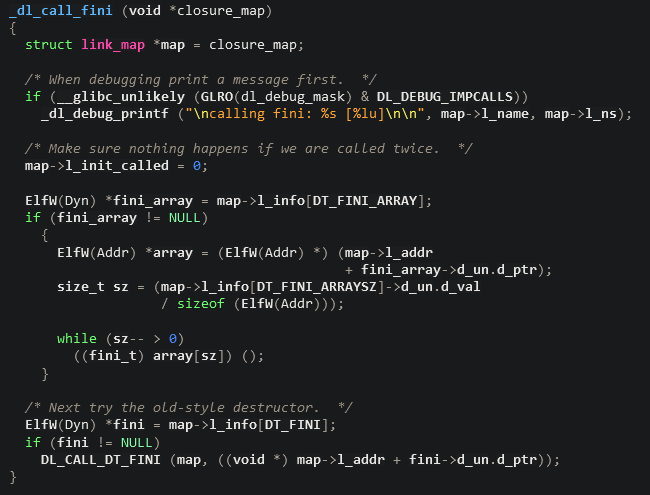 _dl_call_fini (void *closure_map)
{
  struct link_map *map = closure_map;

  /* When debugging print a message first.  */
  if (__glibc_unlikely (GLRO(dl_debug_mask) & DL_DEBUG_IMPCALLS))
    _dl_debug_printf ("\ncalling fini: %s [%lu]\n\n", map->l_name, map->l_ns);

  /* Make sure nothing happens if we are called twice.  */
  map->l_init_called = 0;

  ElfW(Dyn) *fini_array = map->l_info[DT_FINI_ARRAY];
  if (fini_array != NULL)
    {
      ElfW(Addr) *array = (ElfW(Addr) *) (map->l_addr
                                          + fini_array->d_un.d_ptr);
      size_t sz = (map->l_info[DT_FINI_ARRAYSZ]->d_un.d_val
                   / sizeof (ElfW(Addr)));

      while (sz-- > 0)
        ((fini_t) array[sz]) ();
    }

  /* Next try the old-style destructor.  */
  ElfW(Dyn) *fini = map->l_info[DT_FINI];
  if (fini != NULL)
    DL_CALL_DT_FINI (map, ((void *) map->l_addr + fini->d_un.d_ptr));
}